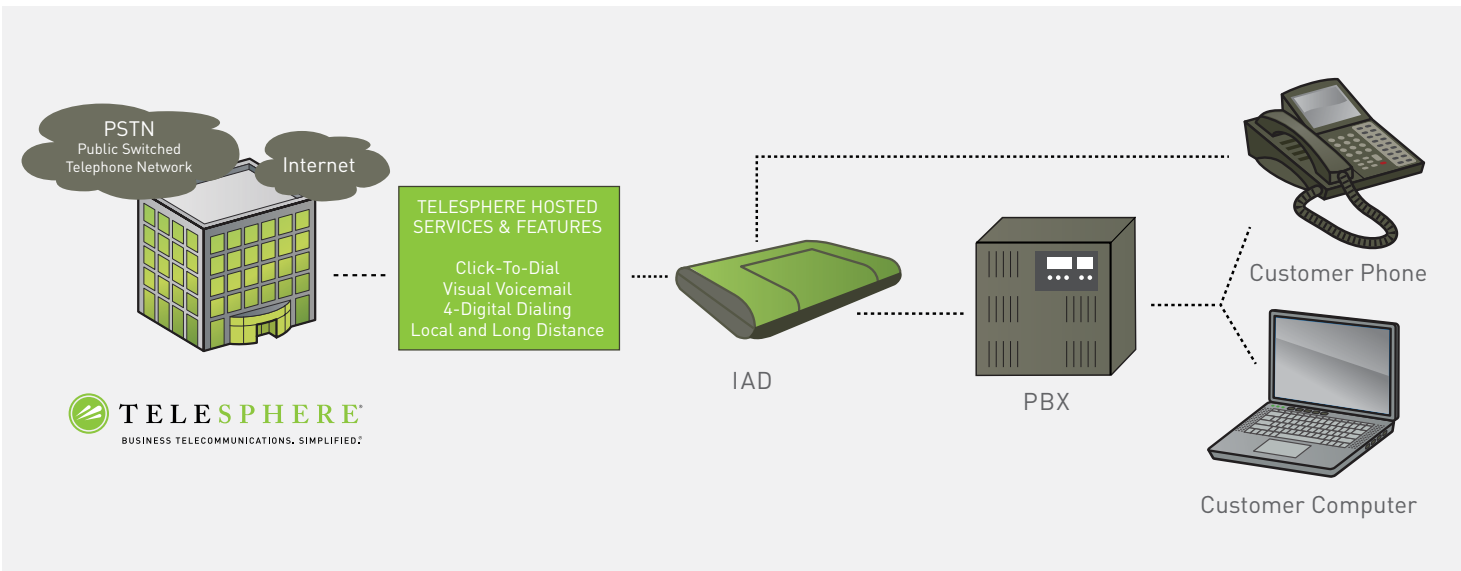 PSTN
Public Switched
Telephone Network
Internet
TELESPHERE HOSTED
SERVICES & FEATURES
Click-To-Dial
Visual Voicemail
4-Digital Dialing
Local and Long Distance
IAD
PBX
Customer Phone
Customer Computer
TELESPHERE®
BUSINESS TELECOMMUNICATIONS. SIMPLIFIED.®